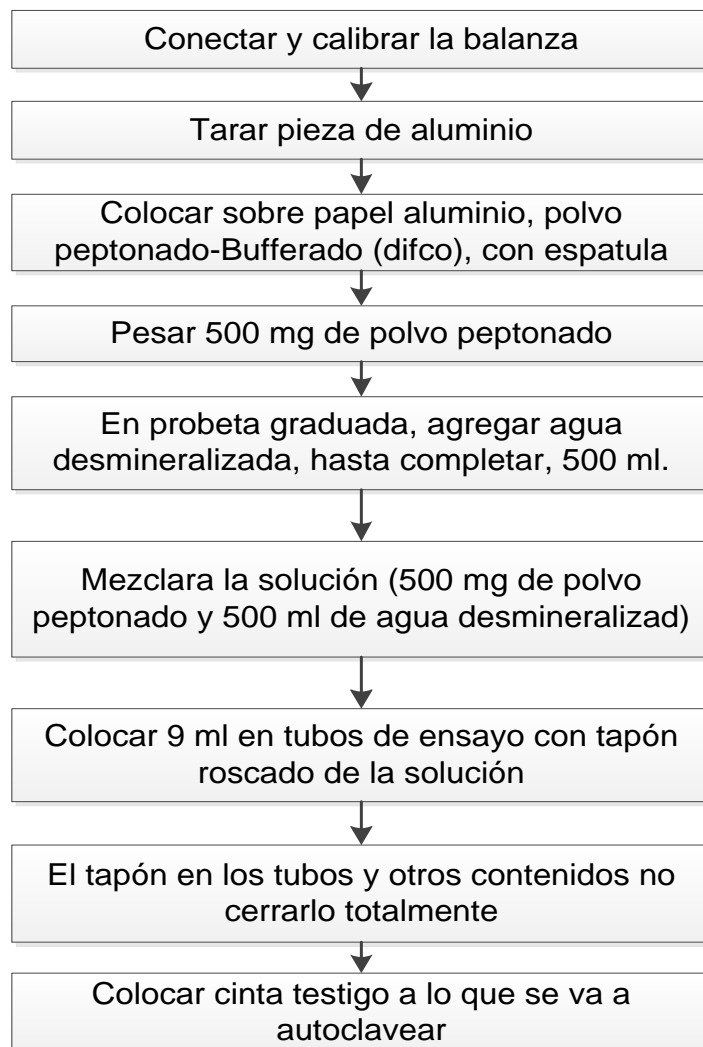 Conectar y calibrar la balanza
Tarar pieza de aluminio
Colocar sobre papel aluminio, polvo
peptonado-Bufferado (difco), con espatula
Pesar 500 mg de polvo peptonado
En probeta graduada, agregar agua
desmineralizada, hasta completar, 500 ml.
Mezclara la solución (500 mg de polvo
peptonado y 500 ml de agua desmineralizad)
Colocar 9 ml en tubos de ensayo con tapón
roscado de la solución
El tapón en los tubos y otros contenidos no
cerrarlo totalmente
Colocar cinta testigo a lo que se va a
autoclavear